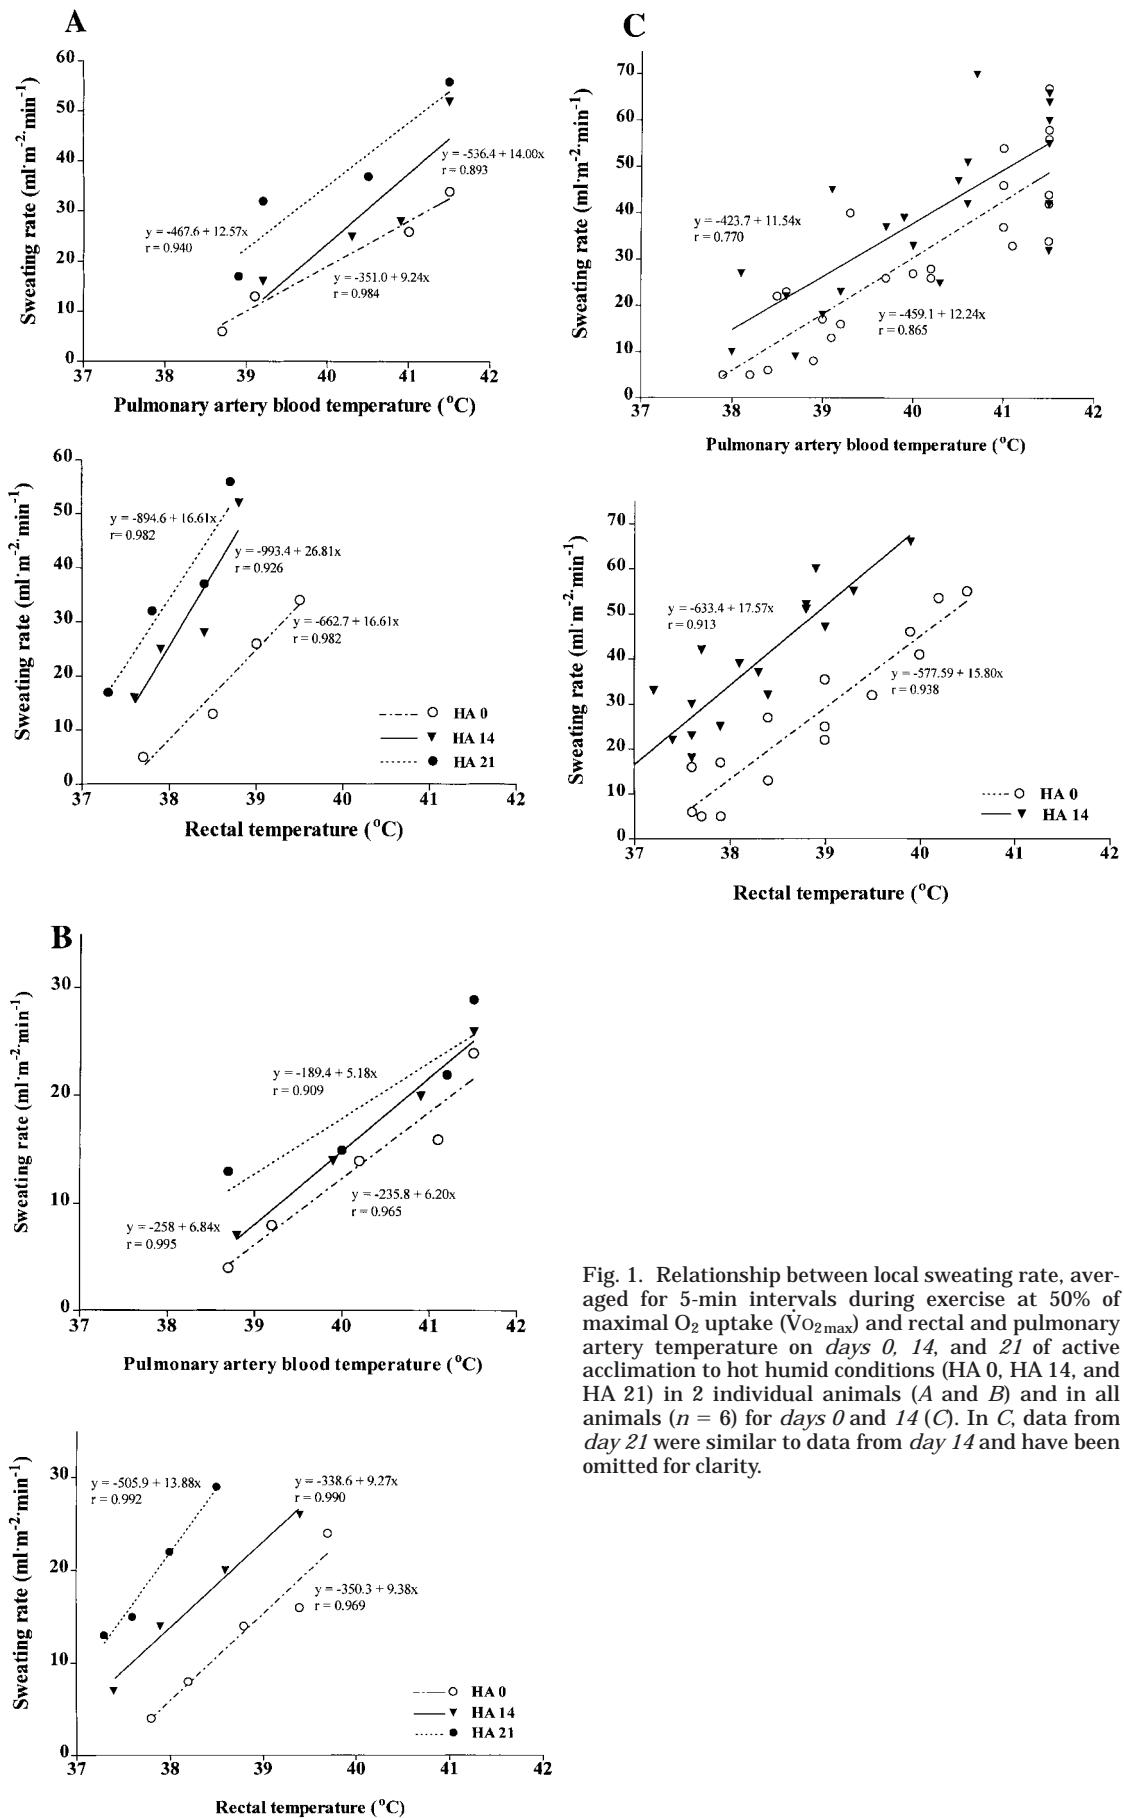 A
Sweating rate (ml·m⁻²·min⁻¹)
60
50
40
30
20
10
0
y = -536.4 + 14.00x
r = 0.893
y = -467.6 + 12.57x
r = 0.940
y = -351.0 + 9.24x
r = 0.984
37 38 39 40 41 42
Pulmonary artery blood temperature (°C)
Sweating rate (ml·m⁻²·min⁻¹)
60
50
40
30
20
10
0
y = -894.6 + 16.61x
r= 0.982
y = -993.4 + 26.81x
r = 0.926
y = -662.7 + 16.61x
r = 0.982
HA 0
HA 14
HA 21
37 38 39 40 41 42
Rectal temperature (°C)
B
Sweating rate (ml·m⁻²·min⁻¹)
30
20
10
0
y = -189.4 + 5.18x
r = 0.909
y = -235.8 + 6.20x
r = 0.965
y = -258 + 6.84x
r = 0.995
37 38 39 40 41 42
Pulmonary artery blood temperature (°C)
Sweating rate (ml·m⁻²·min⁻¹)
30
20
10
0
y = -505.9 + 13.88x
r = 0.992
y = -338.6 + 9.27x
r = 0.990
y = -350.3 + 9.38x
r = 0.969
HA 0
HA 14
HA 21
37 38 39 40 41 42
Rectal temperature (°C)
C
Sweating rate (ml·m⁻²·min⁻¹)
70
60
50
40
30
20
10
0
y = -423.7 + 11.54x
r = 0.770
y = -459.1 + 12.24x
r = 0.865
37 38 39 40 41 42
Pulmonary artery blood temperature (°C)
Sweating rate (ml·m⁻²·min⁻¹)
70
60
50
40
30
20
10
0
y = -633.4 + 17.57x
r = 0.913
y = -577.59 + 15.80x
r = 0.938
HA 0
HA 14
37 38 39 40 41 42
Rectal temperature (°C)
Fig. 1. Relationship between local sweating rate, aver-
aged for 5-min intervals during exercise at 50% of
maximal O₂ uptake (V̇O₂max) and rectal and pulmonary
artery temperature on days 0, 14, and 21 of active
acclimation to hot humid conditions (HA 0, HA 14, and
HA 21) in 2 individual animals (A and B) and in all
animals (n = 6) for days 0 and 14 (C). In C, data from
day 21 were similar to data from day 14 and have been
omitted for clarity.